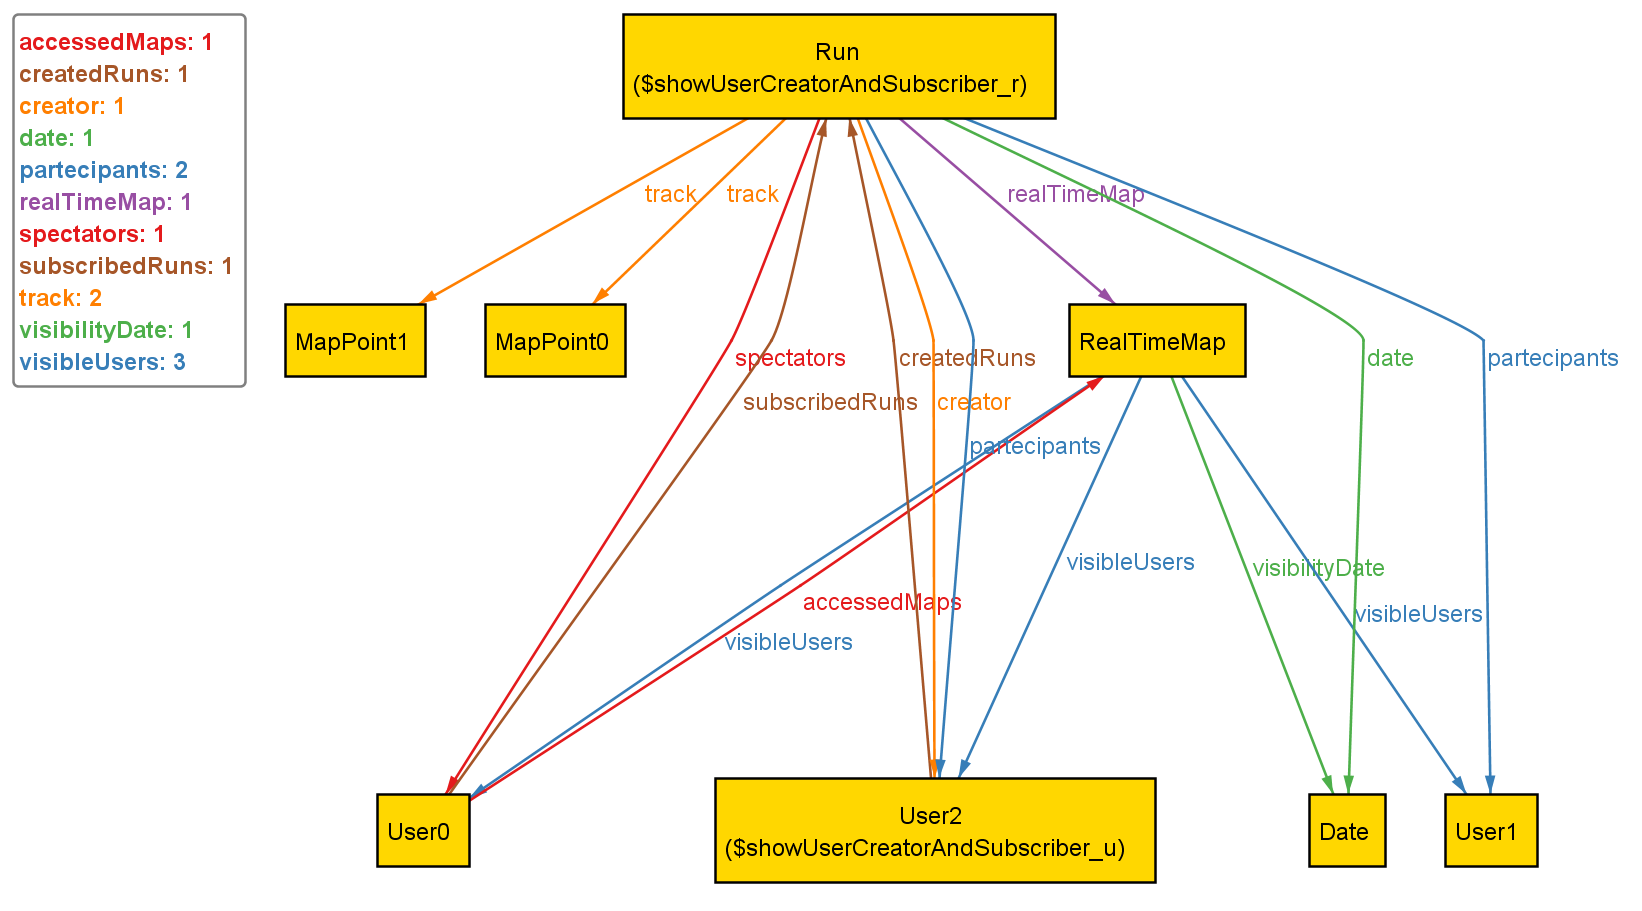 accessedMaps: 1
createdRuns: 1
creator: 1
date: 1
partecipants: 2
realTimeMap: 1
spectators: 1
subscribedRuns: 1
track: 2
visibilityDate: 1
visibleUsers: 3
Run
($showUserCreatorAndSubscriber_r)
track
track
realTimeMap
MapPoint1
MapPoint0
RealTimeMap
spectators
createdRuns
date
partecipants
subscribedRuns
creator
partecipants
visibleUsers
visibilityDate
accessedMaps
visibleUsers
visibleUsers
User0
User2
($showUserCreatorAndSubscriber_u)
Date
User1